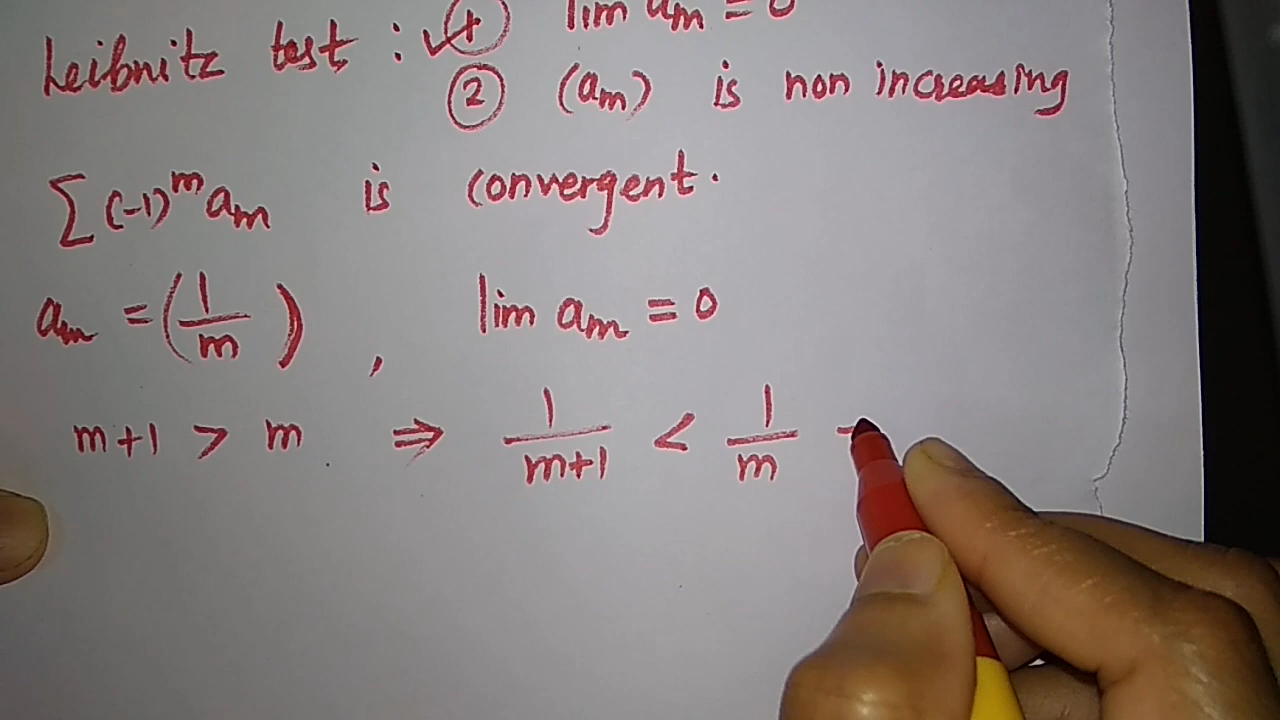 Leibnitz test : ✓① lim am = 0
② (am) is non increasing
∑(-1)^m am is convergent.
am = (1/m) , lim am = 0
m+1 > m . ⇒ 1/(m+1) < 1/m